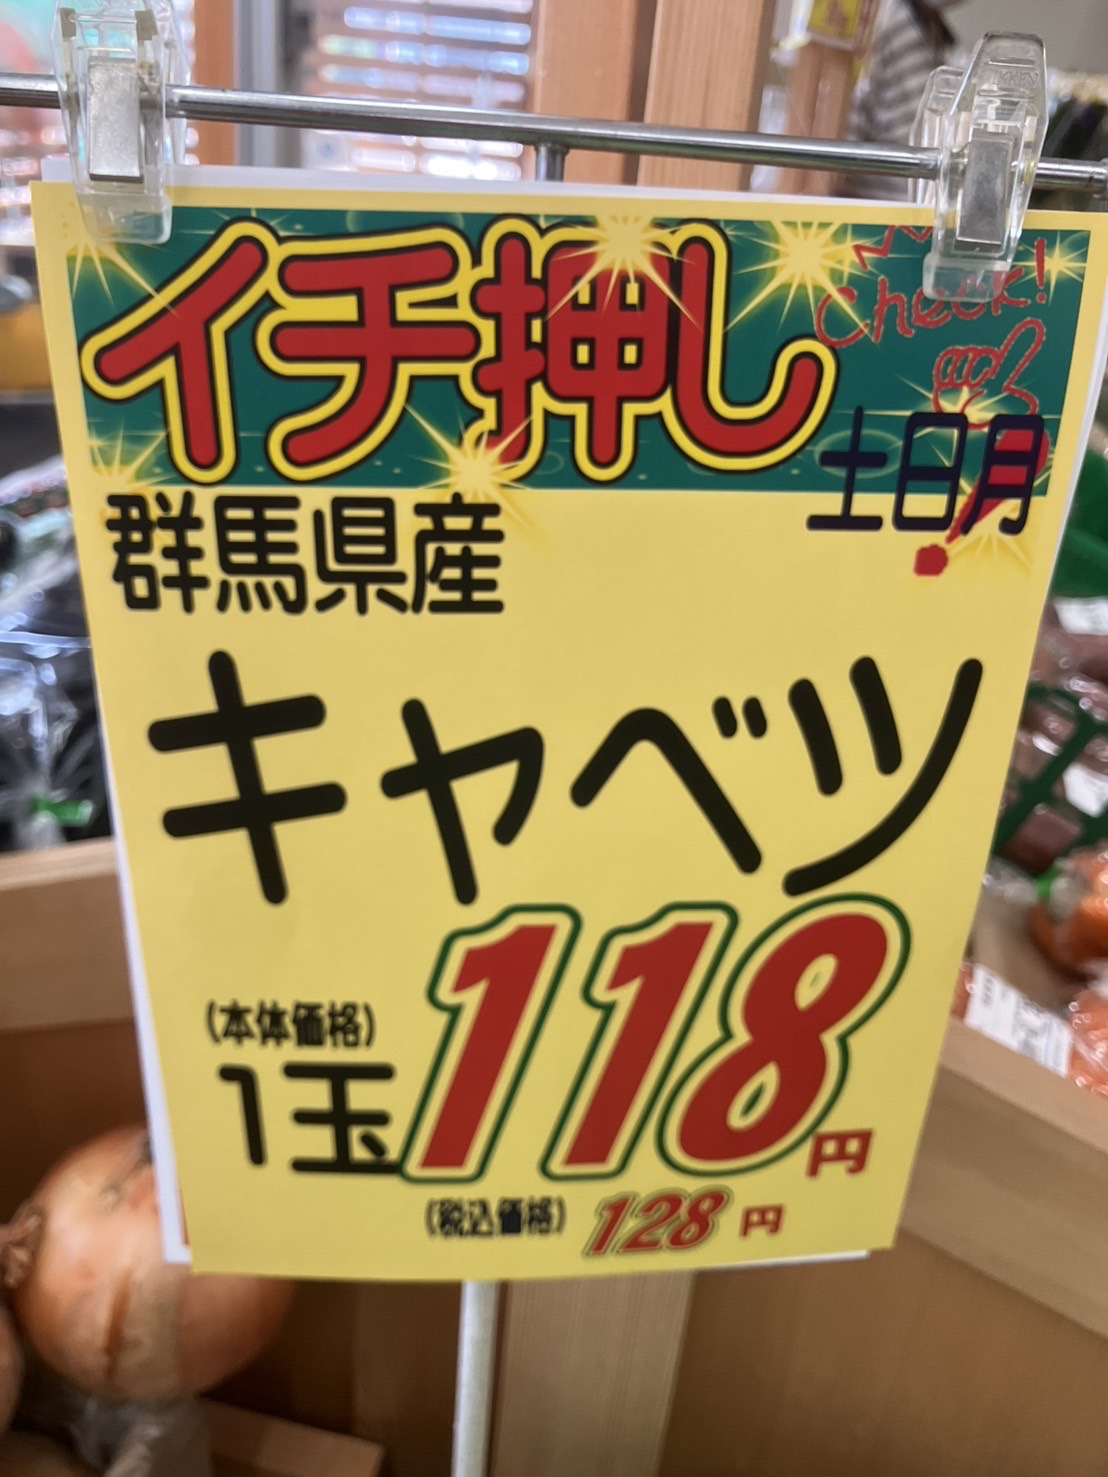 イチ押し
Check!
土日月
群馬県産
キャベツ
(本体価格)
1玉 118円
(税込価格) 128円